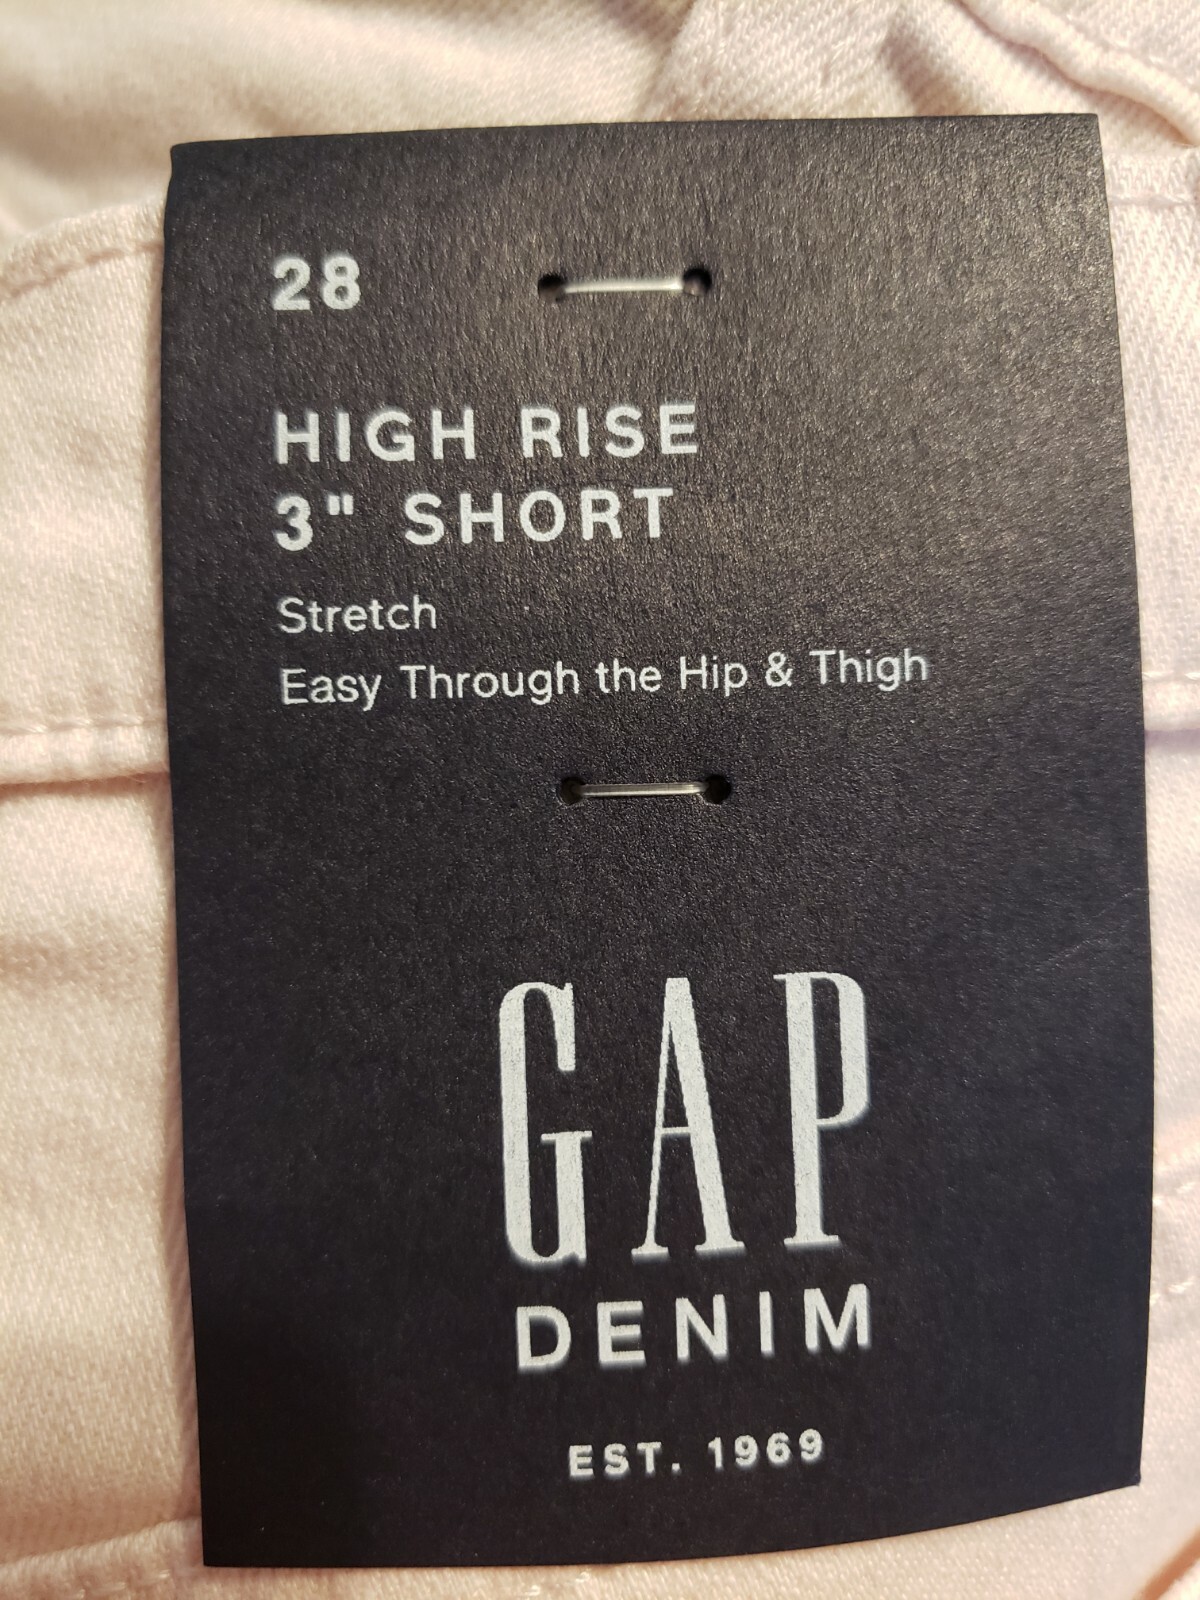 28
HIGH RISE
3" SHORT
Stretch
Easy Through the Hip & Thigh
GAP
DENIM
EST. 1969